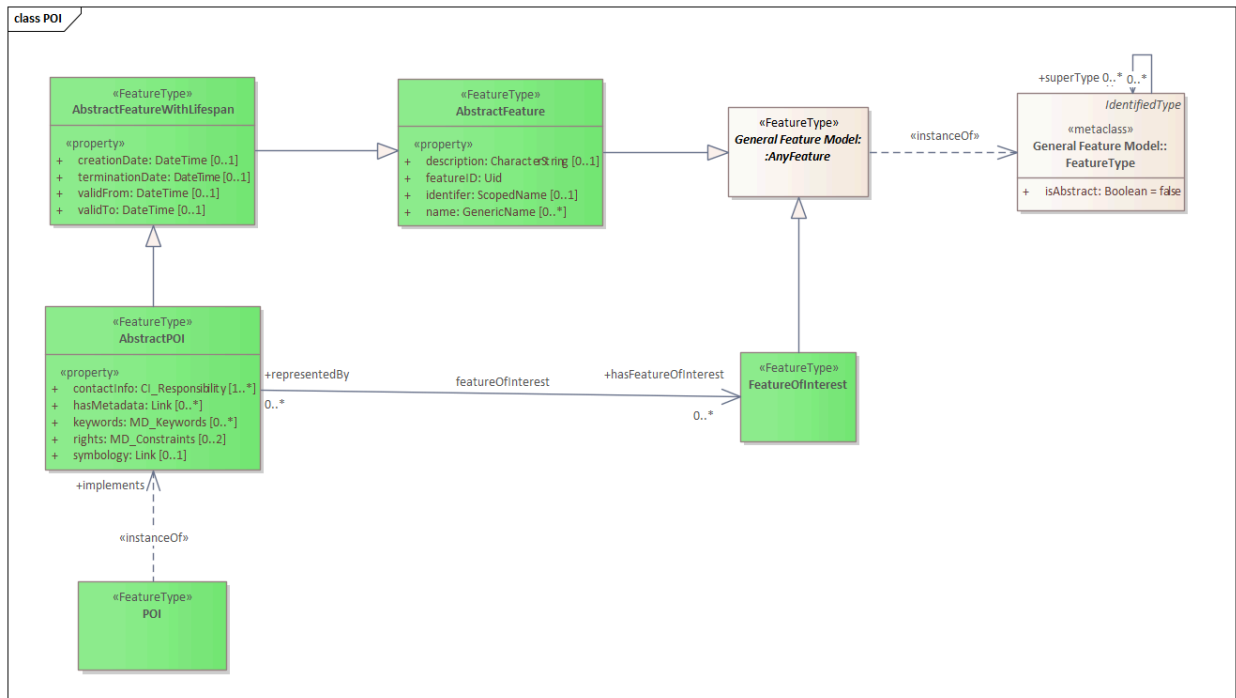 class POI
«FeatureType»
AbstractFeatureWithLifespan
«property»
+ creationDate: DateTime [0..1]
+ terminationDate: DateTime [0..1]
+ validFrom: DateTime [0..1]
+ validTo: DateTime [0..1]
«FeatureType»
AbstractFeature
«property»
+ description: CharacterString [0..1]
+ featureID: Uid
+ identifer: ScopedName [0..1]
+ name: GenericName [0..*]
«FeatureType»
General Feature Model:
:AnyFeature
«instanceOf»
+superType 0..* 0..*
IdentifiedType
«metaclass»
General Feature Model::
FeatureType
+ isAbstract: Boolean = false
«FeatureType»
AbstractPOI
«property»
+ contactInfo: CI_Responsibility [1..*]
+ hasMetadata: Link [0..*]
+ keywords: MD_Keywords [0..*]
+ rights: MD_Constraints [0..2]
+ symbology: Link [0..1]
+representedBy
0..*
featureOfInterest
+hasFeatureOfInterest
0..*
«FeatureType»
FeatureOfInterest
+implements
«instanceOf»
«FeatureType»
POI